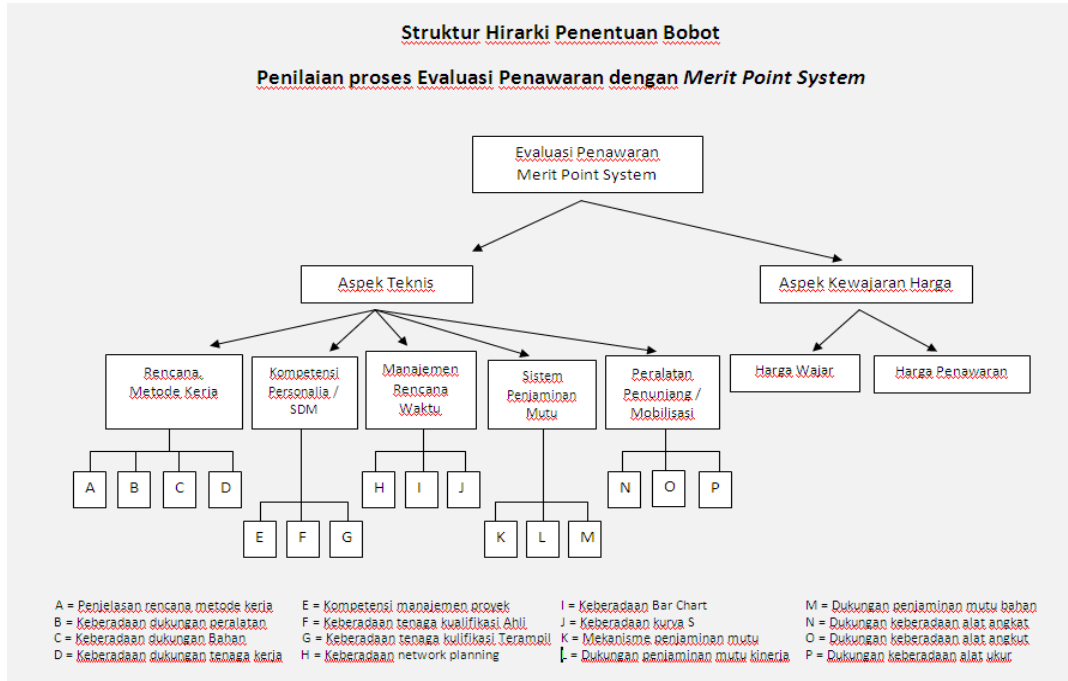 Struktur Hirarki Penentuan Bobot
Penilaian proses Evaluasi Penawaran dengan Merit Point System
Evaluasi Penawaran
Merit Point System
Aspek Teknis
Aspek Kewajaran Harga
Rencana,
Metode Kerja
Kompetensi
Personalia /
SDM
Manajemen
Rencana
Waktu
Sistem
Penjaminan
Mutu
Peralatan
Penunjang /
Mobilisasi
Harga Wajar
Harga Penawaran
A
B
C
D
H
I
J
N
O
P
E
F
G
K
L
M
A = Penjelasan rencana metode kerja
B = Keberadaan dukungan peralatan
C = Keberadaan dukungan Bahan
D = Keberadaan dukungan tenaga kerja
E = Kompetensi manajemen proyek
F = Keberadaan tenaga kualifikasi Ahli
G = Keberadaan tenaga kulifikasi Terampil
H = Keberadaan network planning
I = Keberadaan Bar Chart
J = Keberadaan kurva S
K = Mekanisme penjaminan mutu
L = Dukungan penjaminan mutu kinerja
M = Dukungan penjaminan mutu bahan
N = Dukungan keberadaan alat angkat
O = Dukungan keberadaan alat angkut
P = Dukungan keberadaan alat ukur